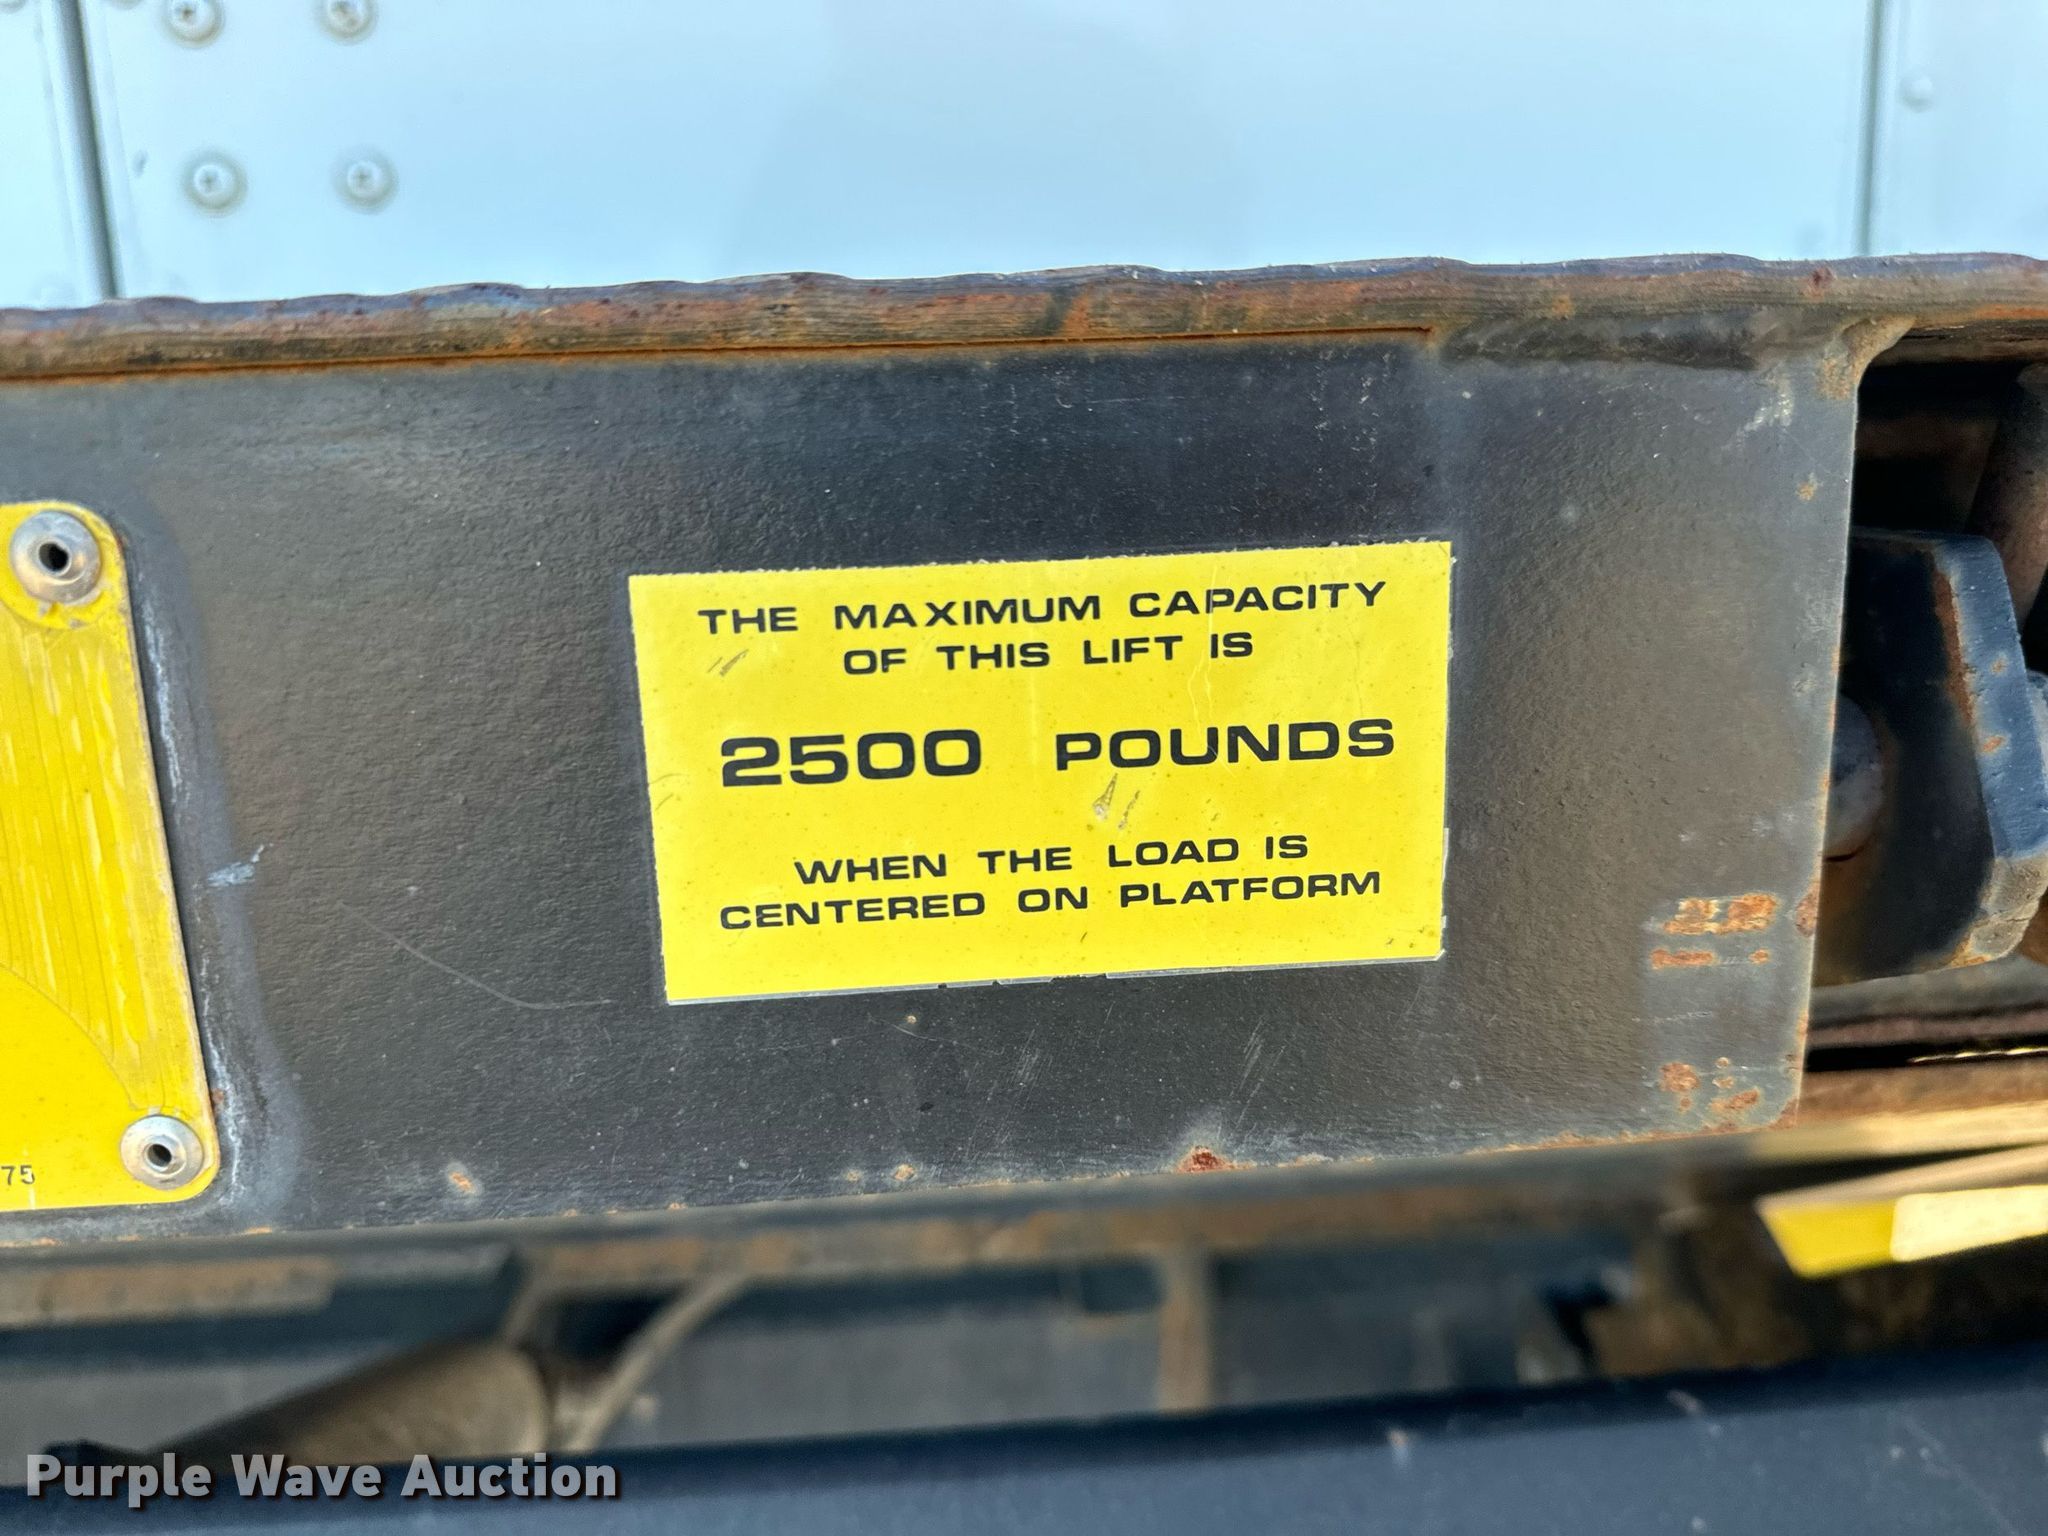 THE MAXIMUM CAPACITY
OF THIS LIFT IS
2500 POUNDS
WHEN THE LOAD IS
CENTERED ON PLATFORM
75
Purple Wave Auction